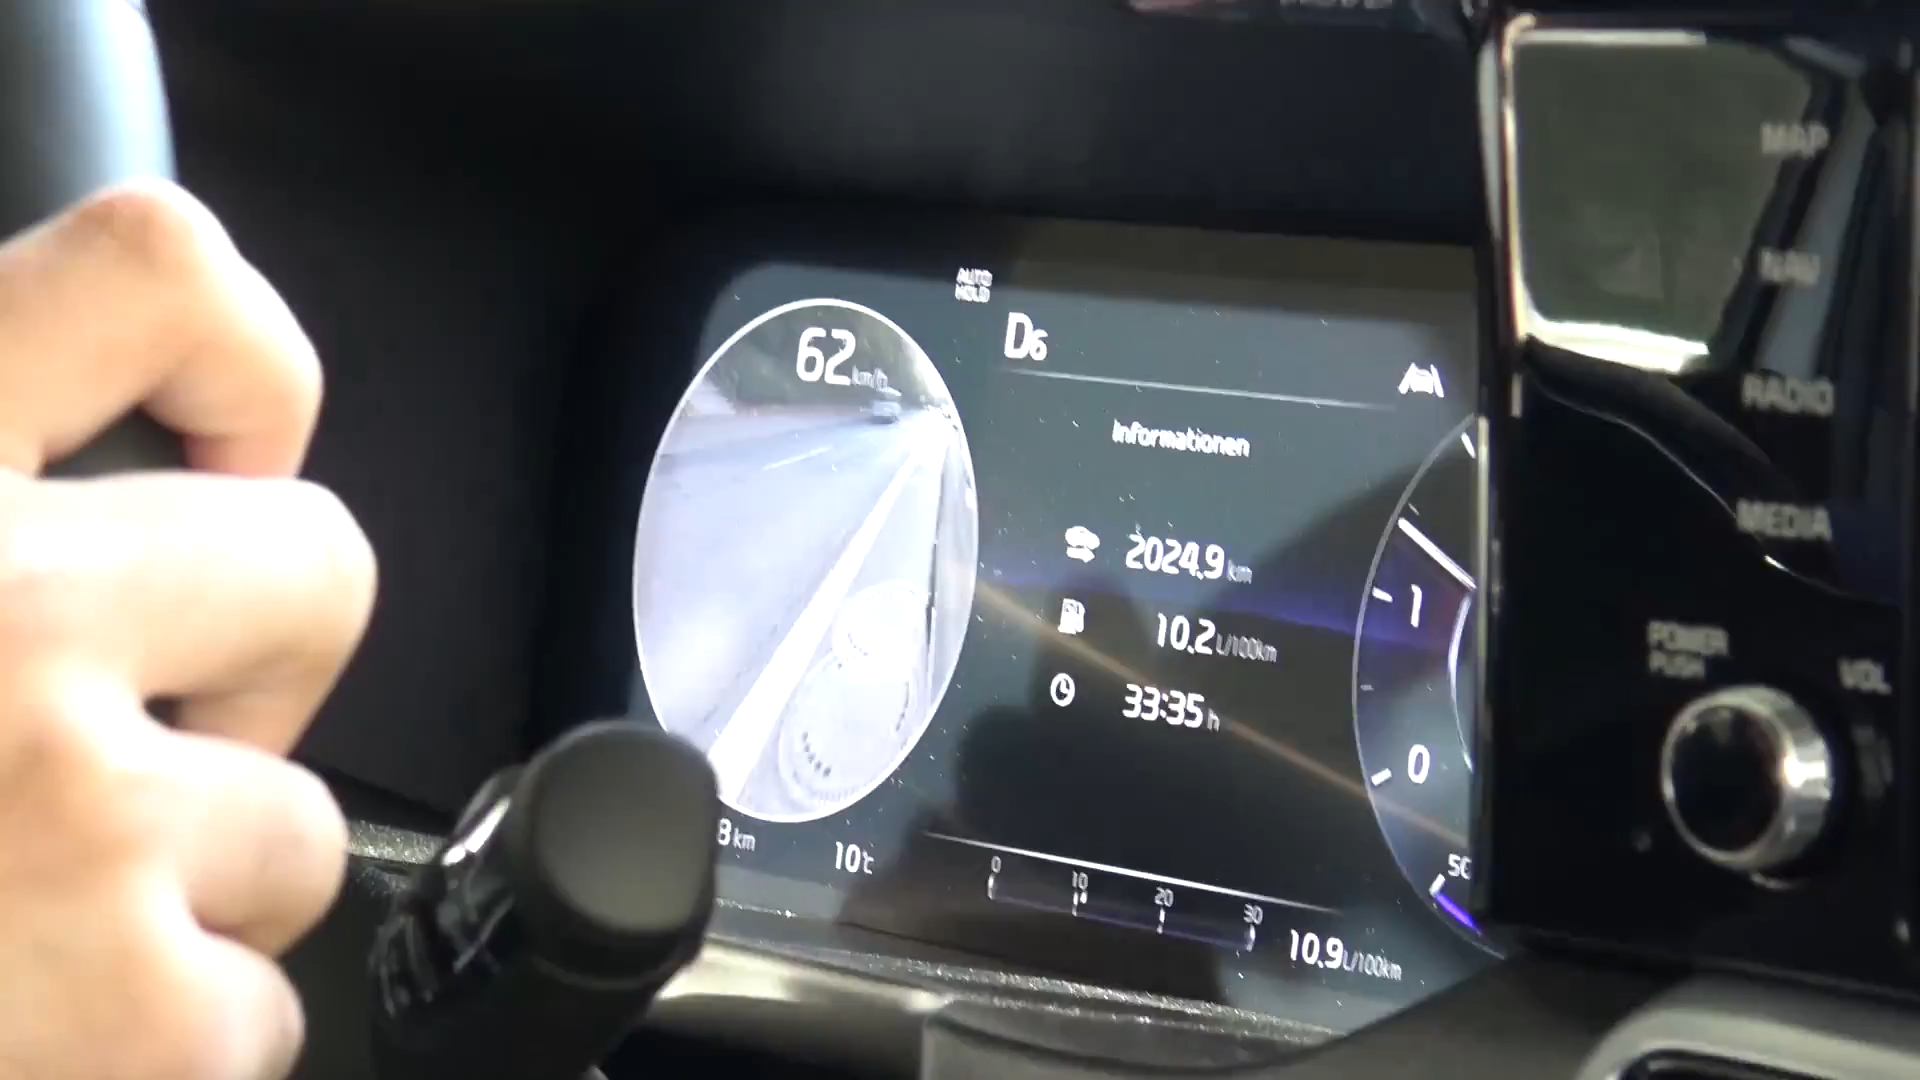 AUTO
HOLD
62 km/h
D6
Informationen
2024.9 km
10.2 L/100km
33:35 h
1
0
50
8 km
10°C
0 10 20 30
10.9 L/100km
MAP
NAV
RADIO
MEDIA
POWER
PUSH
VOL